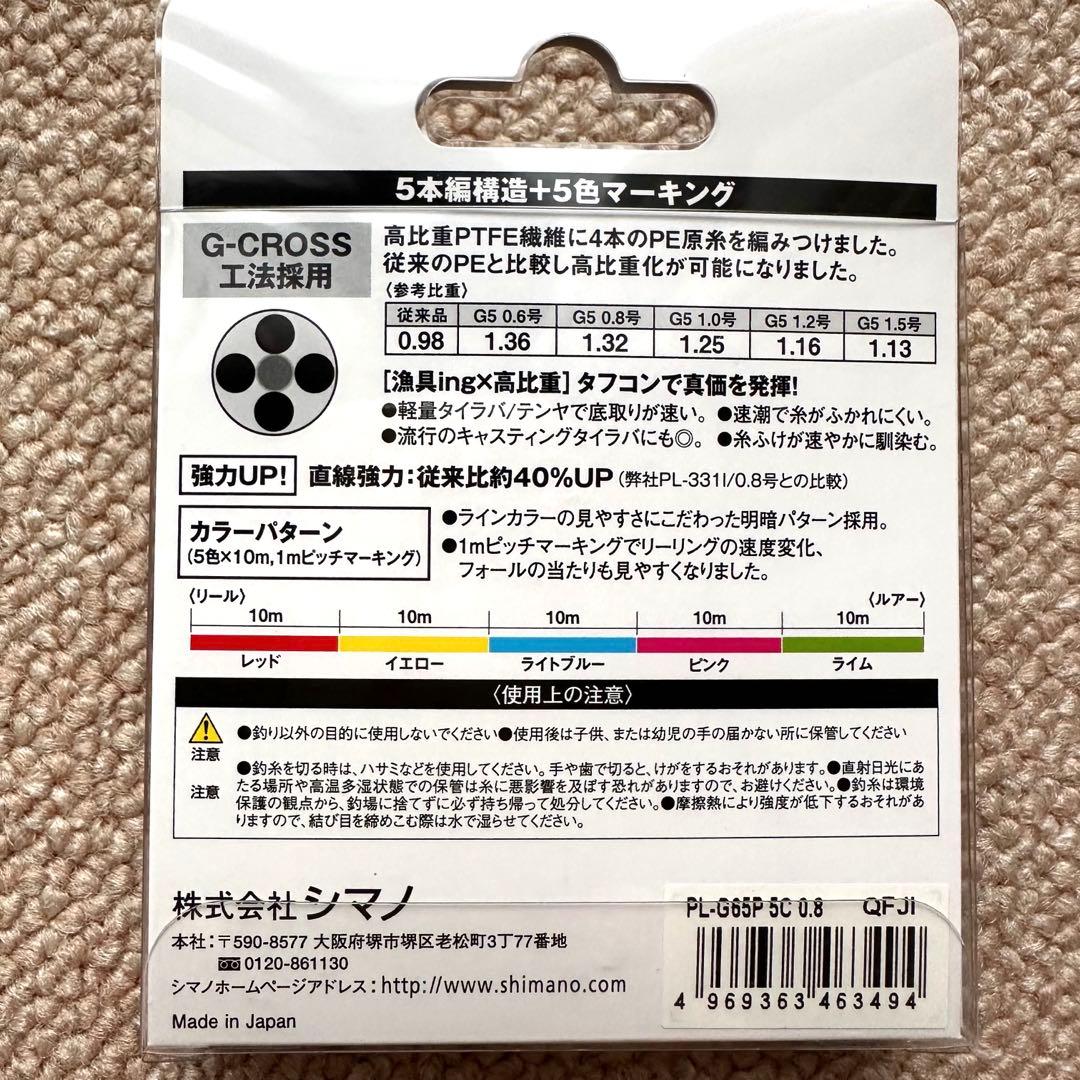 5本編構造+5色マーキング
G-CROSS
工法採用
高比重PTFE繊維に4本のPE原糸を編みつけました。
従来のPEと比較し高比重化が可能になりました。
〈参考比重〉
従来品 G5 0.6号 G5 0.8号 G5 1.0号 G5 1.2号 G5 1.5号
0.98 1.36 1.32 1.25 1.16 1.13
[漁具ing×高比重] タフコンで真価を発揮!
●軽量タイラバ/テンヤで底取りが速い。 ●速潮で糸がふかれにくい。
●流行のキャスティングタイラバにも◎。 ●糸ふけが速やかに馴染む。
強力UP! 直線強力:従来比約40%UP (弊社PL-331I/0.8号との比較)
カラーパターン
(5色×10m,1mピッチマーキング)
●ラインカラーの見やすさにこだわった明暗パターン採用。
●1mピッチマーキングでリーリングの速度変化、
フォールの当たりも見やすくなりました。
〈リール〉 〈ルアー〉
10m 10m 10m 10m 10m
レッド イエロー ライトブルー ピンク ライム
〈使用上の注意〉
注意
●釣り以外の目的に使用しないでください●使用後は子供、または幼児の手の届かない所に保管してください
注意
●釣糸を切る時は、ハサミなどを使用してください。手や歯で切ると、けがをするおそれがあります。●直射日光にあ
たる場所や高温多湿状態での保管は糸に悪影響を及ぼす恐れがありますので、お避けください。●釣糸は環境
保護の観点から、釣場に捨てずに必ず持ち帰って処分してください。●摩擦熱により強度が低下するおそれがあ
りますので、結び目を締めこむ際は水で湿らせてください。
株式会社シマノ
本社:〒590-8577 大阪府堺市堺区老松町3丁77番地
0120-861130
シマノホームページアドレス:http://www.shimano.com
Made in Japan
PL-G65P 5C 0.8 QFJI
4 969363 463494